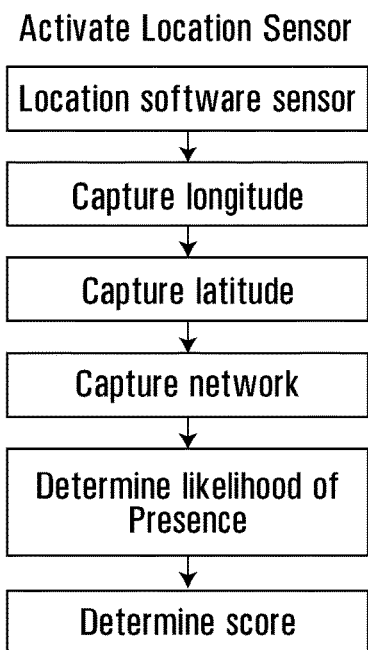 Activate Location Sensor
Location software sensor
Capture longitude
Capture latitude
Capture network
Determine likelihood of
Presence
Determine score